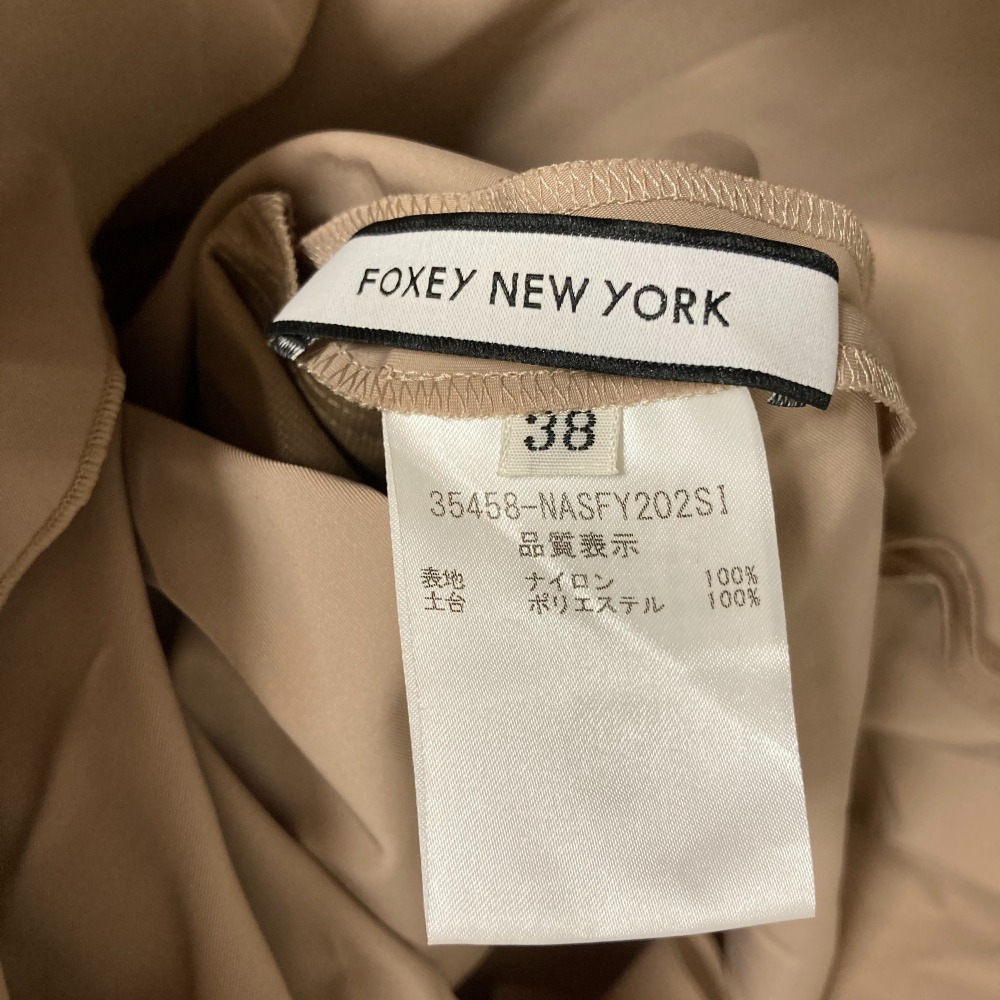 FOXEY NEW YORK
38
35458-NASFY202SI
品質表示
表地 ナイロン 100%
土台 ポリエステル 100%